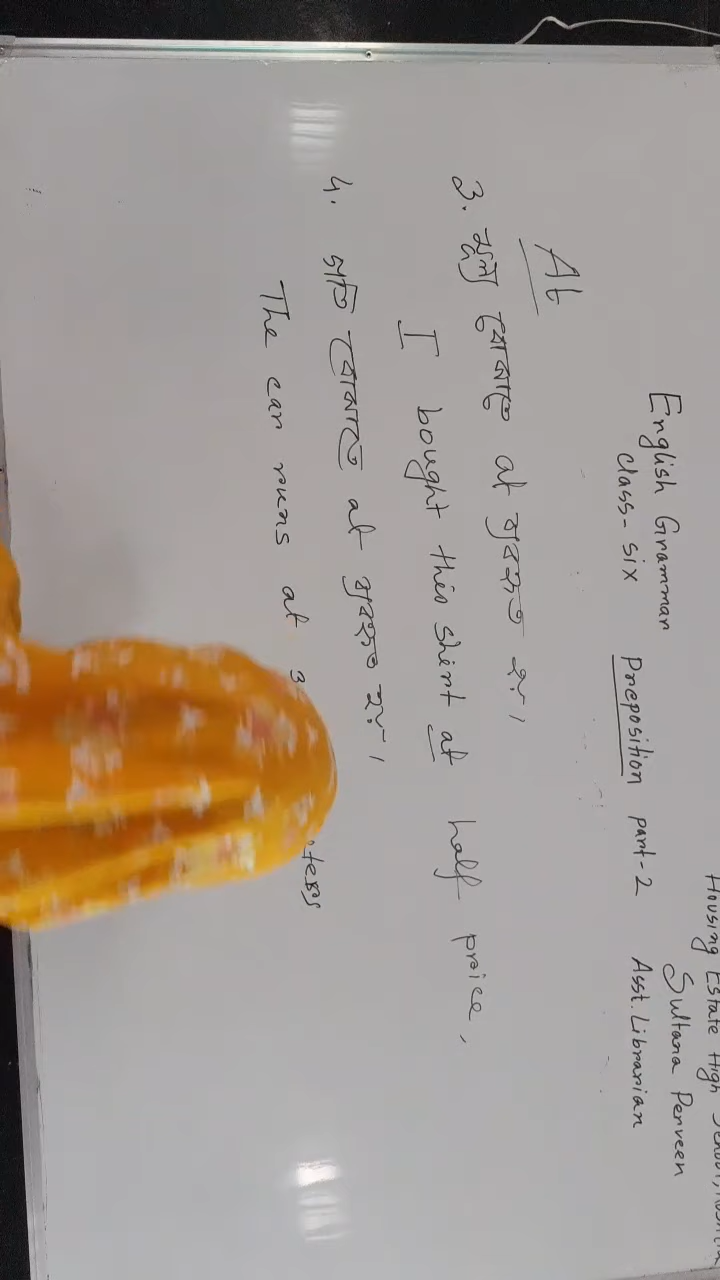 Housing Estate High School,
Sultana Perveen
Asst. Librarian
English Grammar
class- six Preposition part-2
At
3. মূল্য বোঝাতে at ব্যবহৃত হয়।
I bought this shirt at half price.
4. গতি বোঝাতে at ব্যবহৃত হয়।
The car runs at